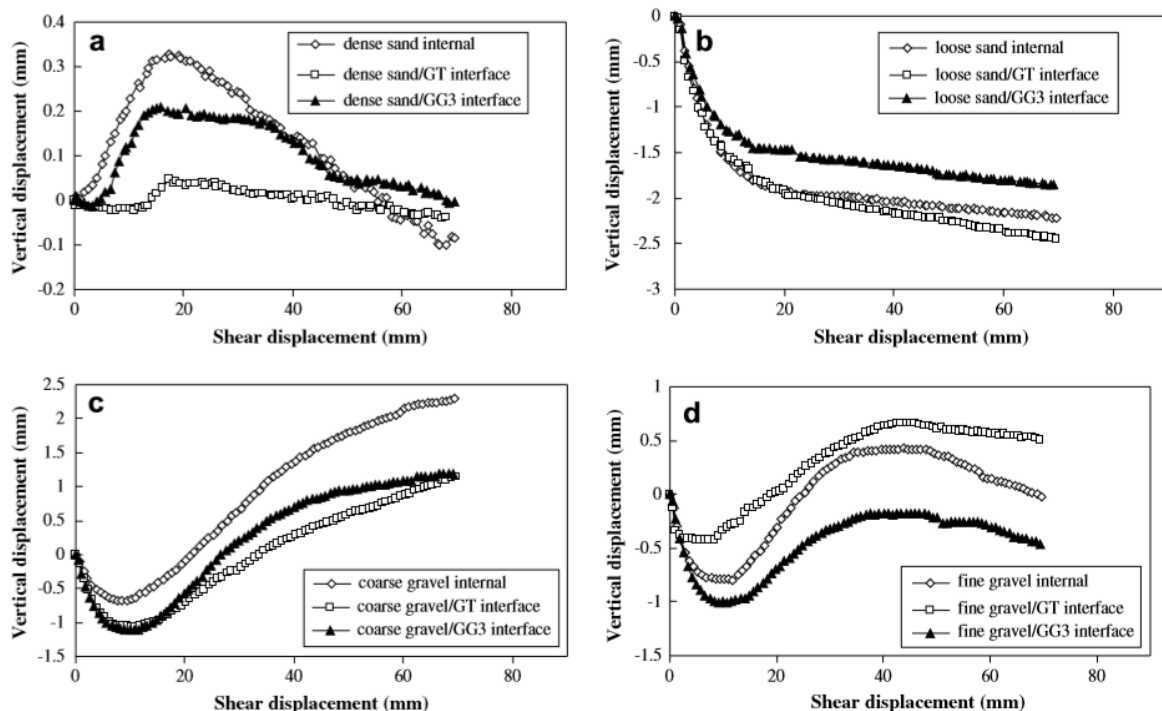 a
dense sand internal
dense sand/GT interface
dense sand/GG3 interface
0.4
0.3
0.2
0.1
0
-0.1
0.2
0 20 40 60 80
Vertical displacement (mm)
Shear displacement (mm)
b
loose sand internal
loose sand/GT interface
loose sand/GG3 interface
0
-0.5
-1
-1.5
-2
-2.5
-3
0 20 40 60 80
Vertical displacement (mm)
Shear displacement (mm)
c
coarse gravel internal
coarse gravel/GT interface
coarse gravel/GG3 interface
2.5
2
1.5
1
0.5
0
-0.5
-1
-1.5
0 20 40 60 80
Vertical displacement (mm)
Shear displacement (mm)
d
fine gravel internal
fine gravel/GT interface
fine gravel/GG3 interface
1
0.5
0
-0.5
-1
-1.5
0 20 40 60 80
Vertical displacement (mm)
Shear displacement (mm)